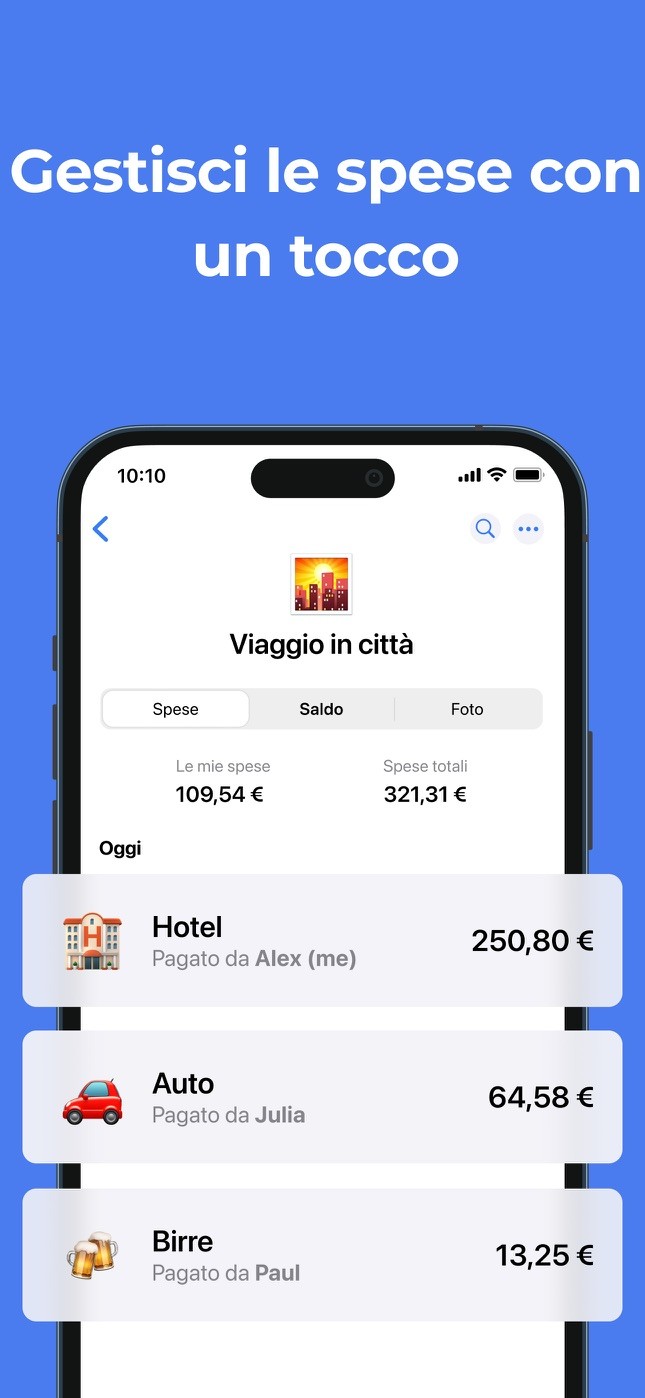 Gestisci le spese con
un tocco
10:10
Viaggio in città
Spese Saldo Foto
Le mie spese Spese totali
109,54 € 321,31 €
Oggi
Hotel
Pagato da Alex (me)
250,80 €
Auto
Pagato da Julia
64,58 €
Birre
Pagato da Paul
13,25 €